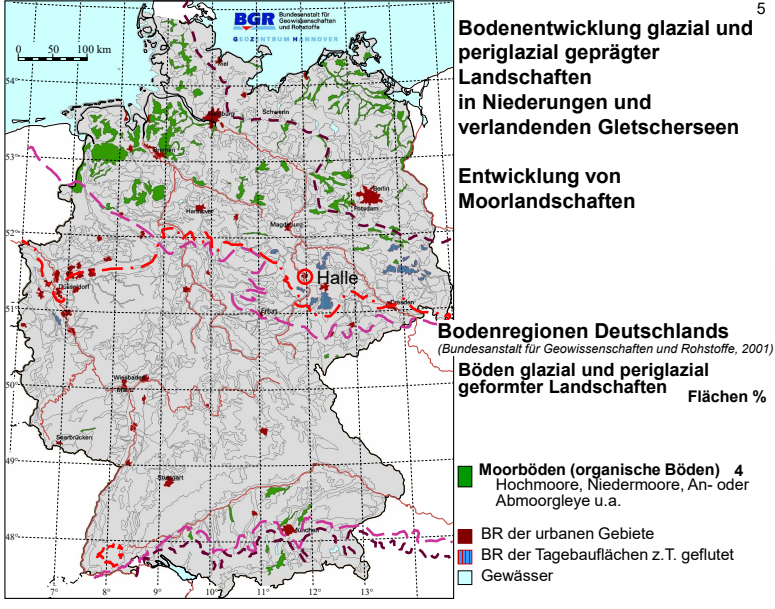 5
Bodenentwicklung glazial und
periglazial geprägter
Landschaften
in Niederungen und
verlandenden Gletscherseen
Entwicklung von
Moorlandschaften
BGR
Bundesanstalt für
Geowissenschaften
und Rohstoffe
GEOZENTRUM HANNOVER
0 50 100 km
54°
53°
52°
51°
50°
49°
48°
Kiel
Hamburg
Schwerin
Bremen
Berlin
Potsdam
Hannover
Magdeburg
Halle
Düsseldorf
Erfurt
Dresden
Wiesbaden
Mainz
Saarbrücken
Stuttgart
München
7° 8° 9° 10° 11° 12° 13°
Bodenregionen Deutschlands
(Bundesanstalt für Geowissenschaften und Rohstoffe, 2001)
Böden glazial und periglazial
geformter Landschaften Flächen %
Moorböden (organische Böden) 4
Hochmoore, Niedermoore, An- oder
Abmoorgleye u.a.
BR der urbanen Gebiete
BR der Tagebauflächen z.T. geflutet
Gewässer